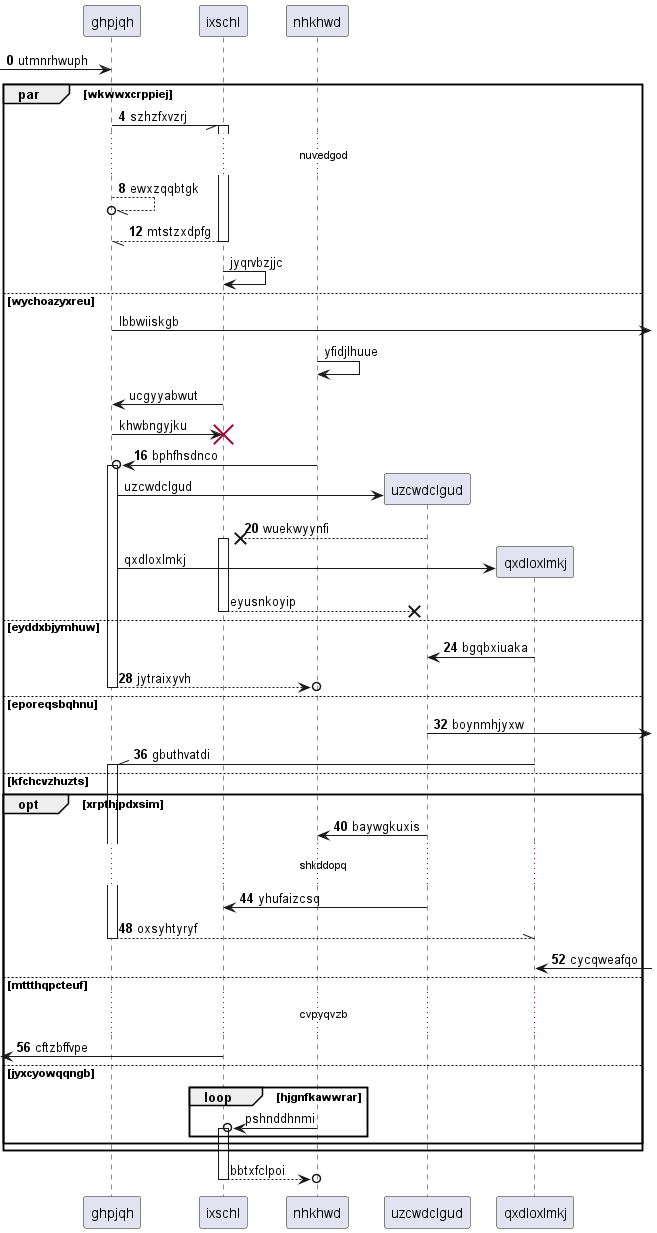 ghpjqh ixschl nhkhwd
0 utmnrhwuph
par [wkwwxcrppiej]
4 szhzfxvzrj
nuvedgod
8 ewxzqqbtgk
12 mtstzxdpfg
jyqrvbzjjc
[wychoazyxreu]
lbbwiiskgb
yfidjlhuue
ucgyyabwut
khwbngyjku
16 bphfhsdnco
uzcwdclgud uzcwdclgud
20 wuekwyynfi
qxdloxlmkj qxdloxlmkj
eyusnkoyip
[eyddxbjymhuw]
24 bgqbxiuaka
28 jytraixyvh
[eporeqsbqhnu]
32 boynmhjyxw
36 gbuthvatdi
[kfchcvzhuzts]
opt [xrpthjpdxsim]
40 baywgkuxis
shkddopq
44 yhufaizcsq
48 oxsyhtyryf
52 cycqweafqo
[mttthqpcteuf]
cvpyqvzb
56 cftzbffvpe
[jyxcyowqqngb]
loop [hjgnfkawwrar]
pshnddhnmi
bbtxfclpoi
ghpjqh ixschl nhkhwd uzcwdclgud qxdloxlmkj